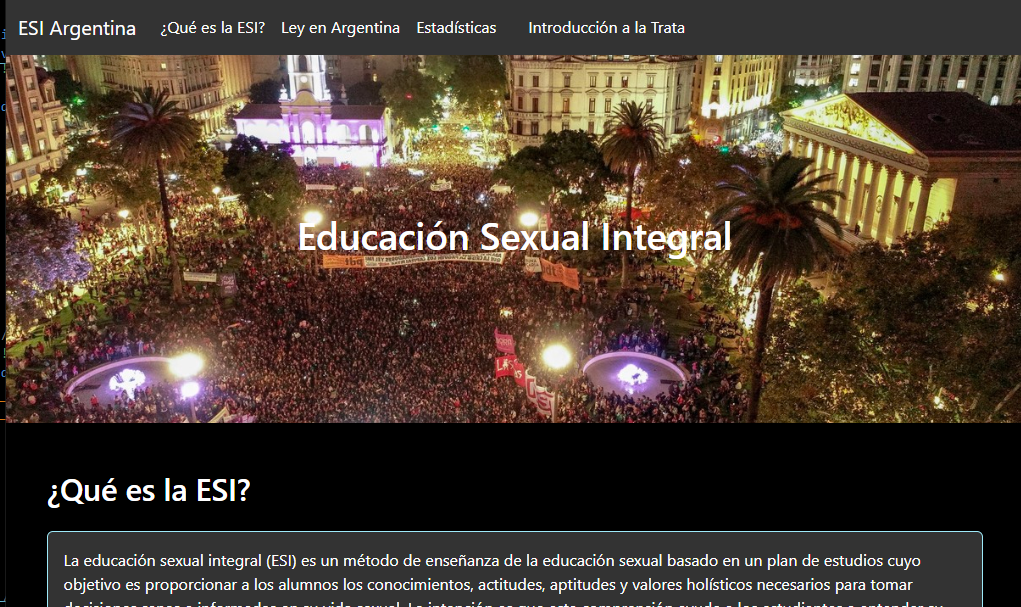 ESI Argentina ¿Qué es la ESI? Ley en Argentina Estadísticas Introducción a la Trata
Educación Sexual Integral
¿Qué es la ESI?
La educación sexual integral (ESI) es un método de enseñanza de la educación sexual basado en un plan de estudios cuyo
objetivo es proporcionar a los alumnos los conocimientos, actitudes, aptitudes y valores holísticos necesarios para tomar